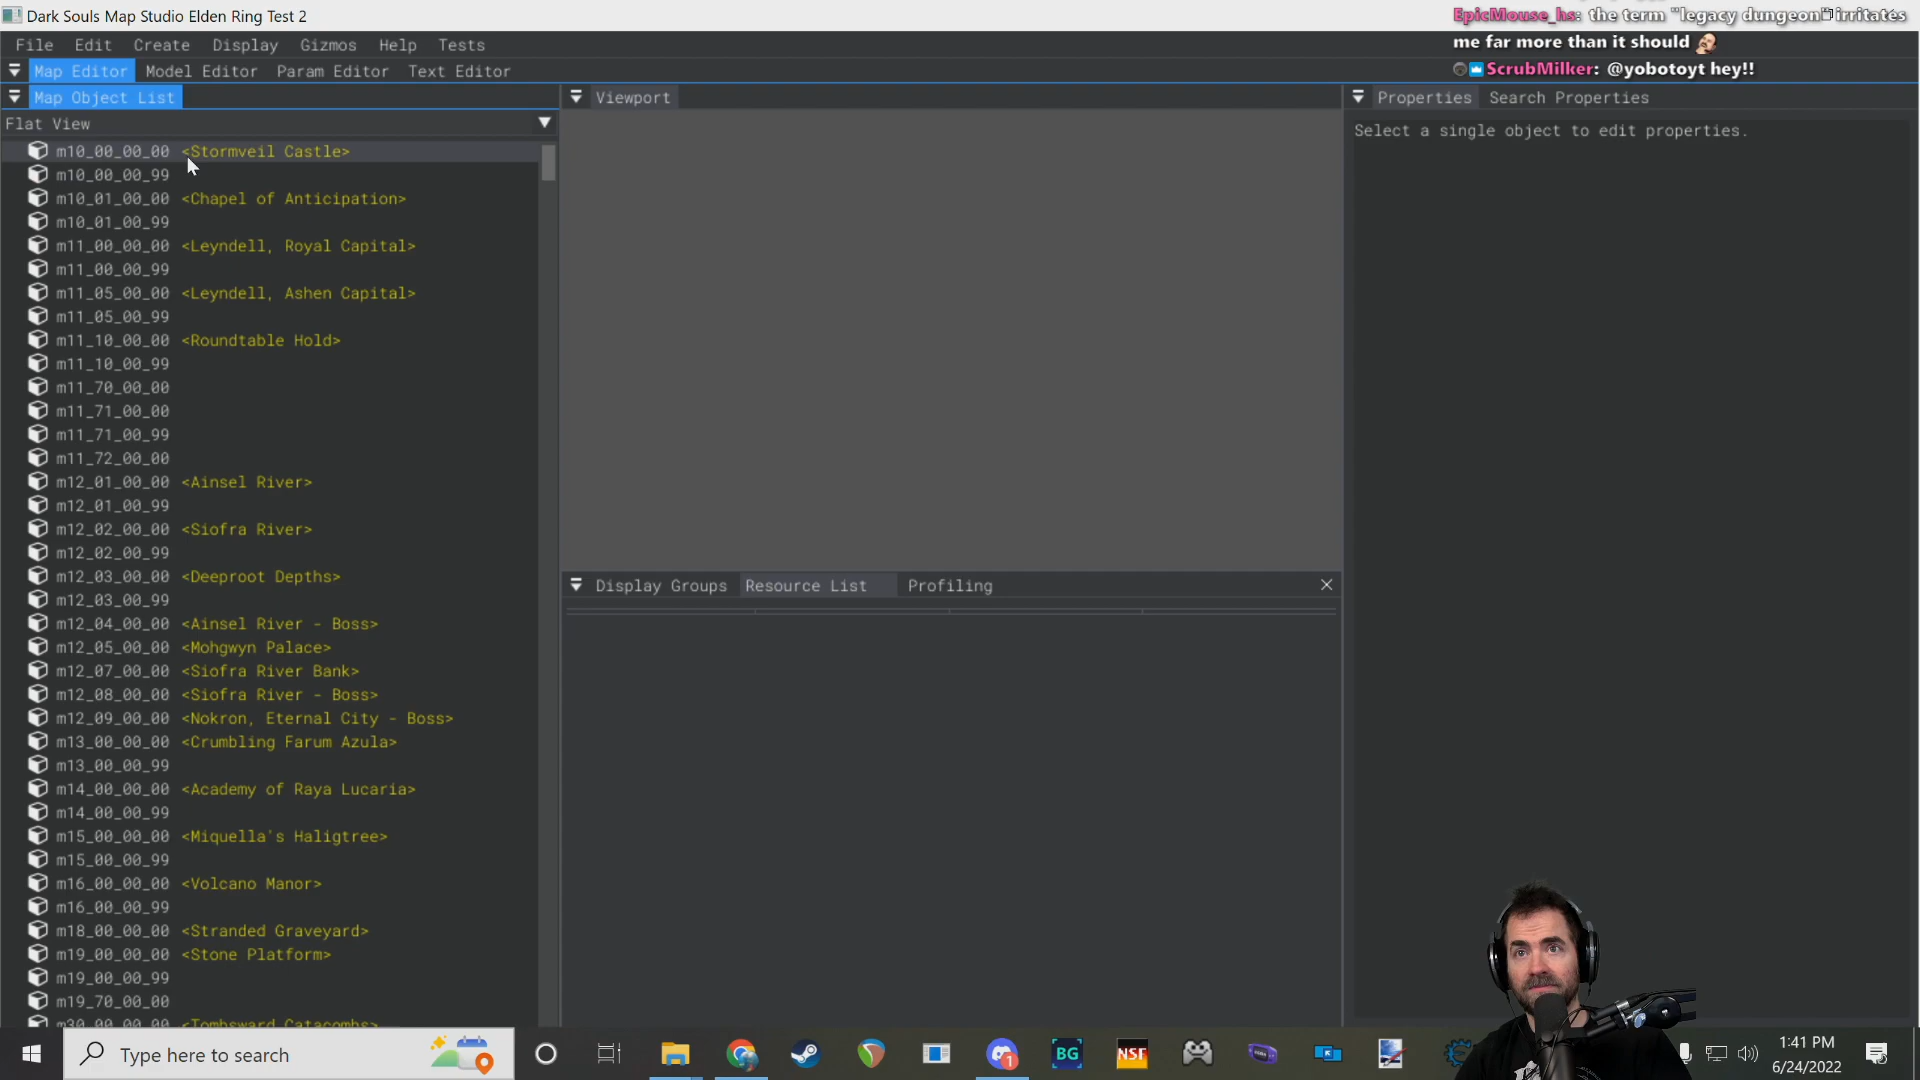 Dark Souls Map Studio Elden Ring Test 2
EpicMouse_hs: the term "legacy dungeon" irritates
me far more than it should
ScrubMilker: @yobotoyt hey!!
File Edit Create Display Gizmos Help Tests
Map Editor Model Editor Param Editor Text Editor
Map Object List
Flat View
m10_00_00_00 <Stormveil Castle>
m10_00_00_99
m10_01_00_00 <Chapel of Anticipation>
m10_01_00_99
m11_00_00_00 <Leyndell, Royal Capital>
m11_00_00_99
m11_05_00_00 <Leyndell, Ashen Capital>
m11_05_00_99
m11_10_00_00 <Roundtable Hold>
m11_10_00_99
m11_70_00_00
m11_71_00_00
m11_71_00_99
m11_72_00_00
m12_01_00_00 <Ainsel River>
m12_01_00_99
m12_02_00_00 <Siofra River>
m12_02_00_99
m12_03_00_00 <Deeproot Depths>
m12_03_00_99
m12_04_00_00 <Ainsel River - Boss>
m12_05_00_00 <Mohgwyn Palace>
m12_07_00_00 <Siofra River Bank>
m12_08_00_00 <Siofra River - Boss>
m12_09_00_00 <Nokron, Eternal City - Boss>
m13_00_00_00 <Crumbling Farum Azula>
m13_00_00_99
m14_00_00_00 <Academy of Raya Lucaria>
m14_00_00_99
m15_00_00_00 <Miquella's Haligtree>
m15_00_00_99
m16_00_00_00 <Volcano Manor>
m16_00_00_99
m18_00_00_00 <Stranded Graveyard>
m19_00_00_00 <Stone Platform>
m19_00_00_99
m19_70_00_00
m30_00_00_00 <Tombsward Catacombs>
Viewport
Display Groups Resource List Profiling
Properties Search Properties
Select a single object to edit properties.
Type here to search
1
BG
NSF
1:41 PM
6/24/2022